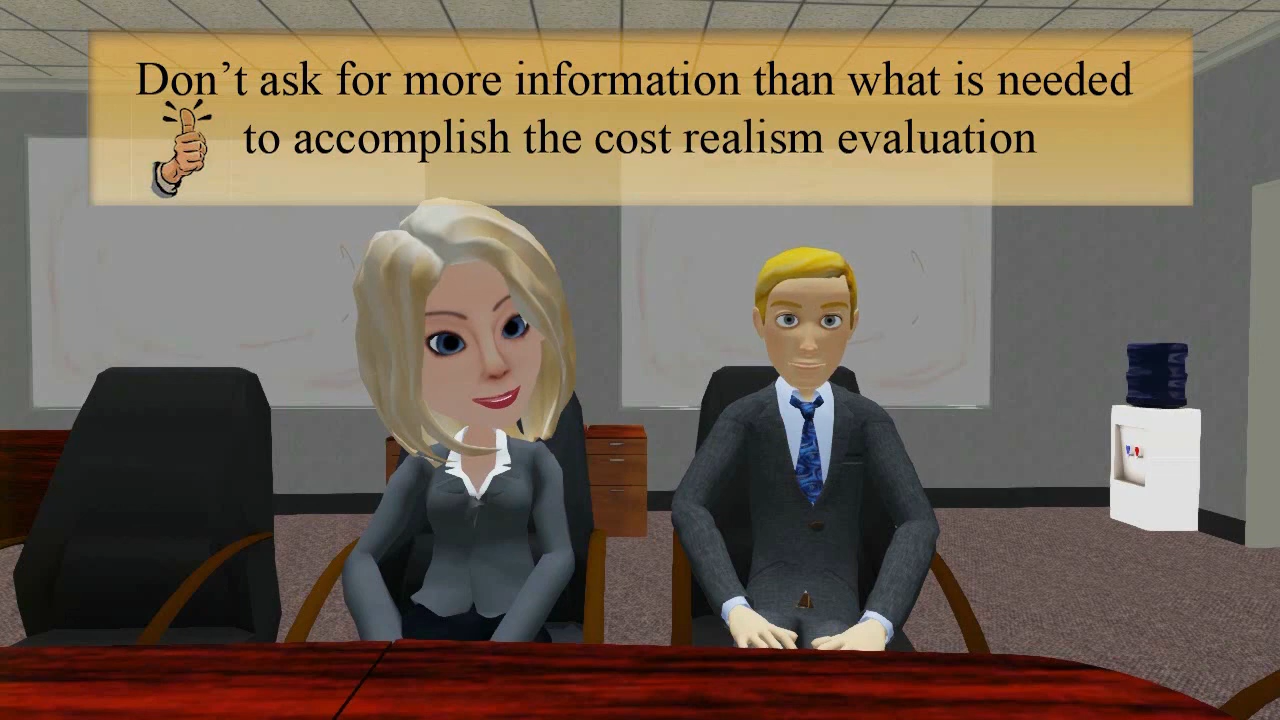 Don’t ask for more information than what is needed
to accomplish the cost realism evaluation